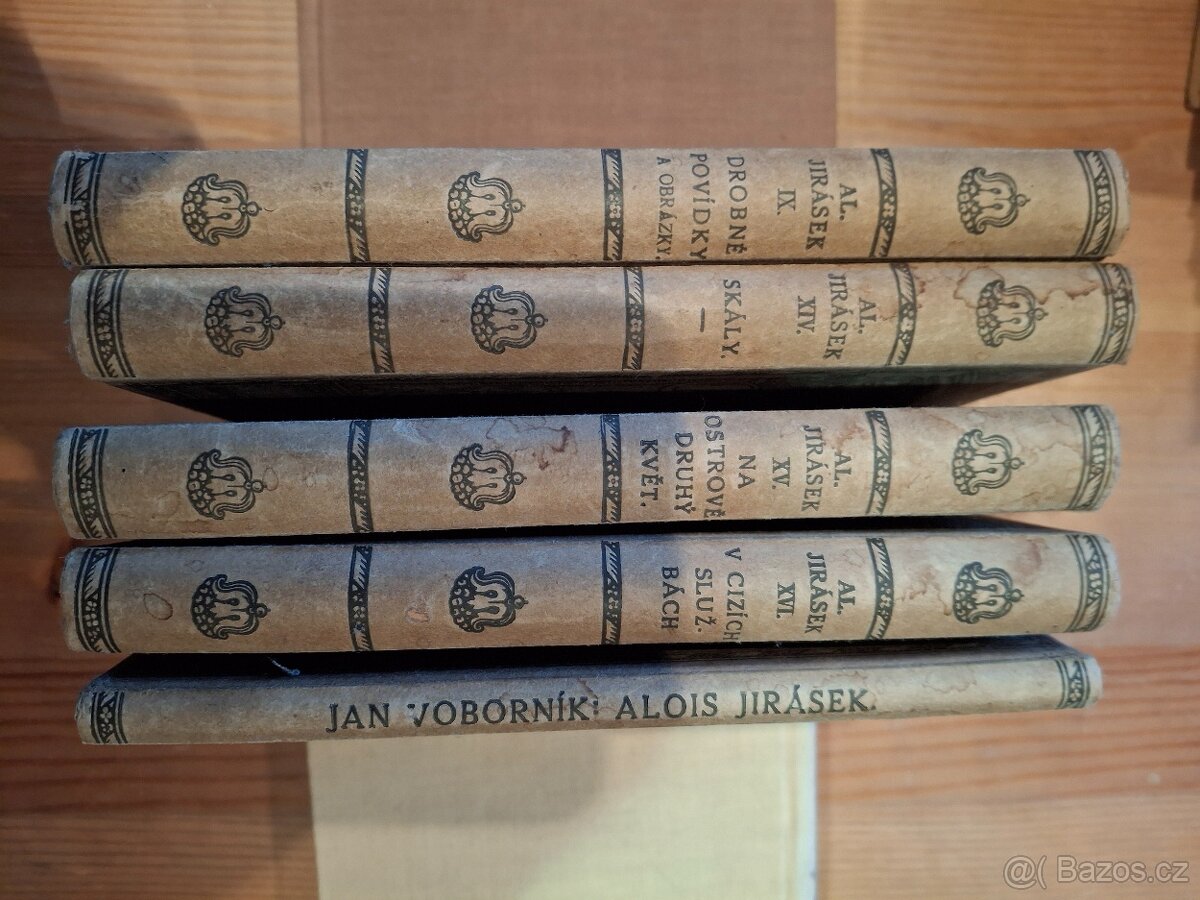 AL.
JIRÁSEK
IX.
DROBNÉ
POVÍDKY
A OBRÁZKY.
AL.
JIRÁSEK
XIV.
SKÁLY.
—
AL.
JIRÁSEK
XV.
NA
OSTROVĚ
DRUHÝ
KVĚT.
AL.
JIRÁSEK
XVI.
V CIZÍCH
SLUŽ.
BÁCH
JAN VOBORNÍK: ALOIS JIRÁSEK.
@( Bazos.cz